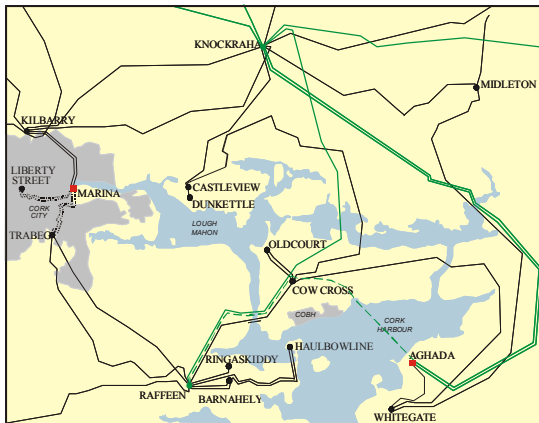 KNOCKRAHA
MIDLETON
KILBARRY
LIBERTY
STREET
MARINA
CORK
CITY
CASTLEVIEW
DUNKETTLE
LOUGH
MAHON
TRABEG
OLDCOURT
COW CROSS
COBH
CORK
HARBOUR
HAULBOWLINE
RINGASKIDDY
AGHADA
RAFFEEN
BARNAHELY
WHITEGATE